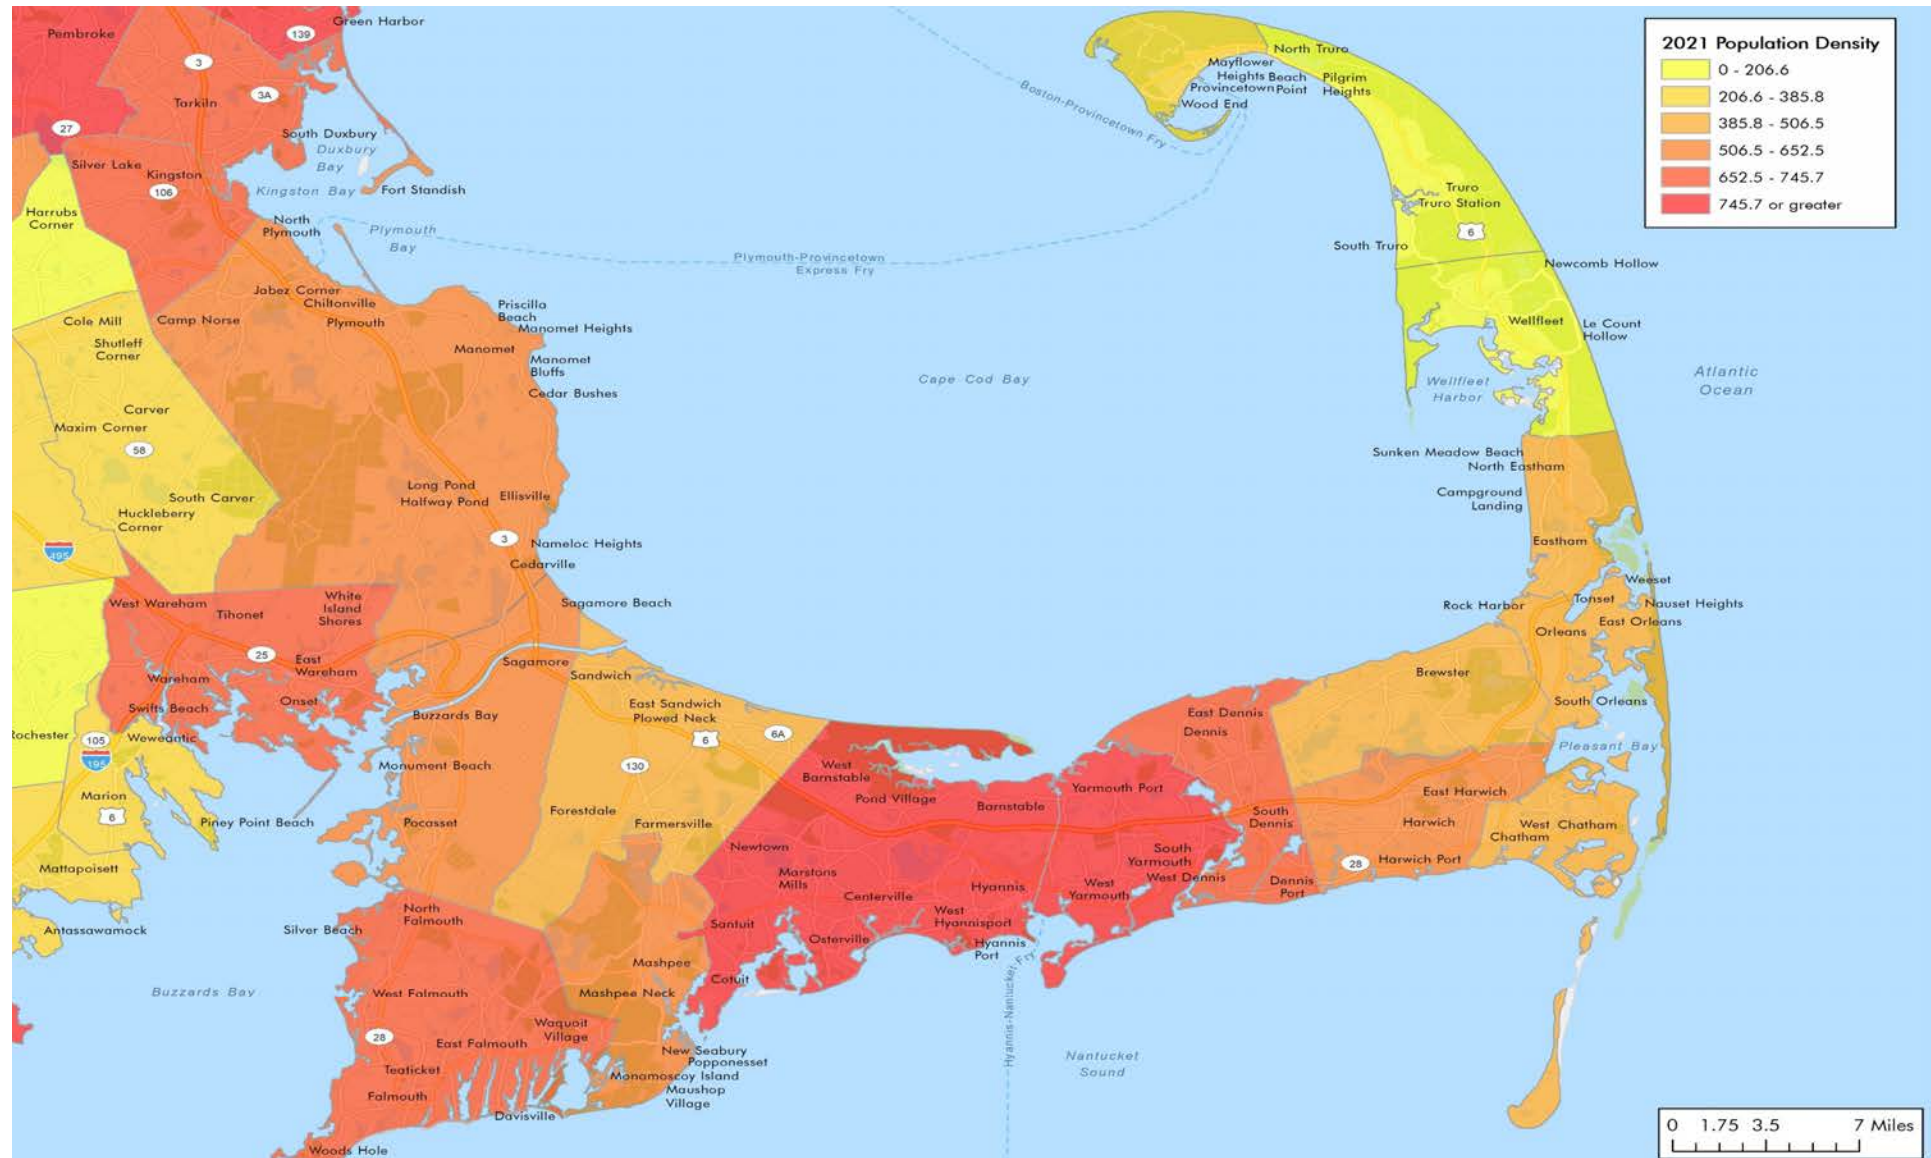 2021 Population Density
0 - 206.6
206.6 - 385.8
385.8 - 506.5
506.5 - 652.5
652.5 - 745.7
745.7 or greater
Green Harbor
Pembroke
139
3
Tarkiln
3A
27
South Duxbury
Duxbury
Bay
Silver Lake
Kingston
106
Kingston Bay
Fort Standish
Harrubs
Corner
North
Plymouth
Plymouth
Bay
Boston-Provincetown Fry
Plymouth-Provincetown
Express Fry
Mayflower
Heights
Beach
Point
Provincetown
Wood End
North Truro
Pilgrim
Heights
Truro
Truro Station
6
South Truro
Newcomb Hollow
Wellfleet
Le Count
Hollow
Wellfleet
Harbor
Atlantic
Ocean
Cape Cod Bay
Jabez Corner
Chiltonville
Plymouth
Camp Norse
Cole Mill
Shutleff
Corner
Priscilla
Beach
Manomet Heights
Manomet
Manomet
Bluffs
Cedar Bushes
Carver
Maxim Corner
58
South Carver
Huckleberry
Corner
495
Long Pond
Halfway Pond
Ellisville
3
Nameloc Heights
Cedarville
Sagamore Beach
Sunken Meadow Beach
North Eastham
Campground
Landing
Eastham
Weeset
Tonset
Nauset Heights
Rock Harbor
East Orleans
Orleans
Brewster
South Orleans
Pleasant Bay
West Wareham
Tihonet
White
Island
Shores
25
East
Wareham
Wareham
Onset
Swifts Beach
Weweantic
Rochester
105
195
Marion
6
Piney Point Beach
Mattapoisett
Antassawamock
Sagamore
Sandwich
Buzzards Bay
Monument Beach
Pocasset
East Sandwich
Plowed Neck
6
6A
130
Forestdale
Farmersville
West
Barnstable
Pond Village
Barnstable
Yarmouth Port
East Dennis
Dennis
South
Dennis
East Harwich
Harwich
West
Chatham
Chatham
28
Harwich Port
Dennis
Port
Newtown
Marstons
Mills
Centerville
Hyannis
South
Yarmouth
West Dennis
West
Yarmouth
West
Hyannisport
Santuit
Osterville
Hyannis
Port
Cotuit
Mashpee
Mashpee Neck
North
Falmouth
Silver Beach
West Falmouth
Buzzards Bay
28
East Falmouth
Waquoit
Village
Teaticket
Falmouth
Davisville
Woods Hole
New Seabury
Popponesset
Monamoscoy Island
Maushop
Village
Hyannis-Nantucket Fry
Nantucket
Sound
0 1.75 3.5 7 Miles